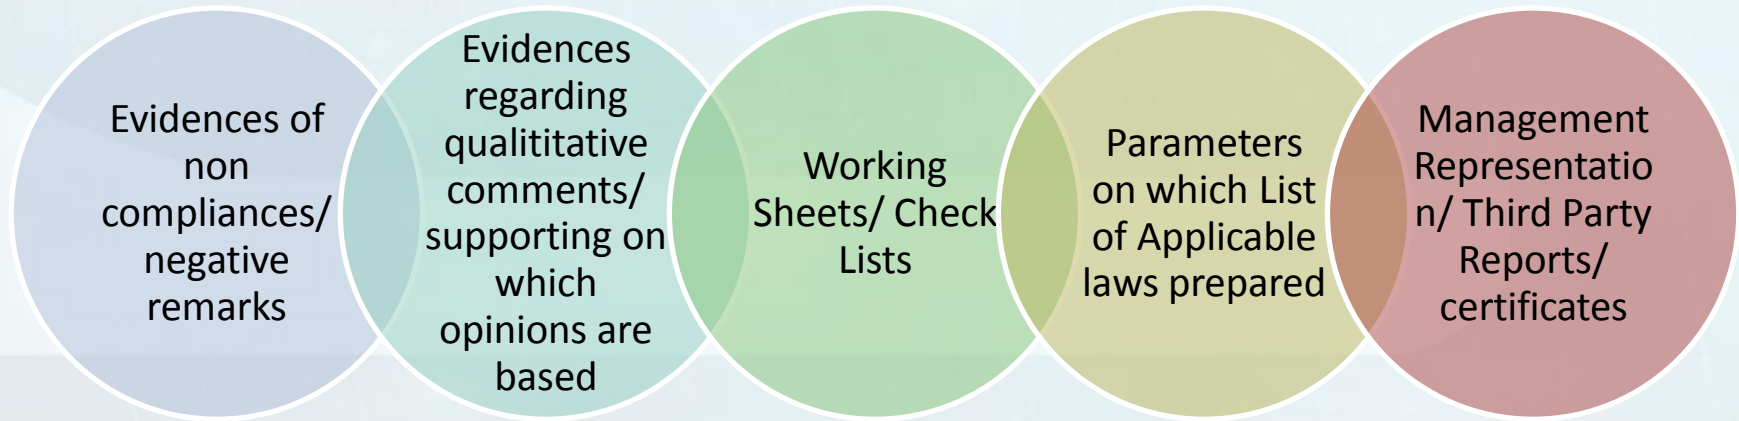 Evidences of
non
compliances/
negative
remarks
Evidences
regarding
qualititative
comments/
supporting on
which
opinions are
based
Working
Sheets/ Check
Lists
Parameters
on which List
of Applicable
laws prepared
Management
Representatio
n/ Third Party
Reports/
certificates